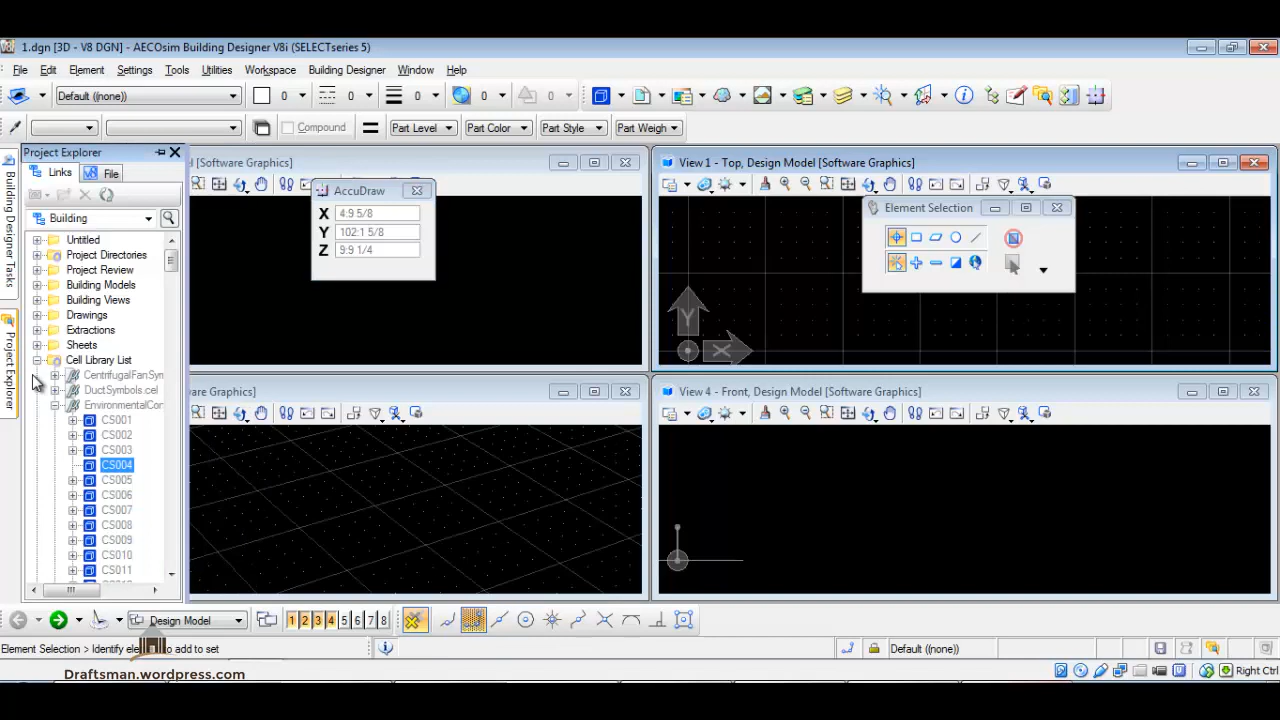 1.dgn [3D - V8 DGN] - AECOsim Building Designer V8i (SELECTseries 5)
File Edit Element Settings Tools Utilities Workspace Building Designer Window Help
Default ((none)) 0 0 0 0 0
Compound Part Level Part Color Part Style Part Weigh
Project Explorer
Links File
Building
Untitled
Project Directories
Project Review
Building Models
Building Views
Drawings
Extractions
Sheets
Cell Library List
CentrifugalFanSyn
DuctSymbols.cel
EnvironmentalCon
CS001
CS002
CS003
CS004
CS005
CS006
CS007
CS008
CS009
CS010
CS011
Building Designer Tasks
Project Explorer
l [Software Graphics]
AccuDraw
X 4:9 5/8
Y 102:1 5/8
Z 9:9 1/4
View 1 - Top, Design Model [Software Graphics]
Element Selection
Y
X
are Graphics]
View 4 - Front, Design Model [Software Graphics]
Design Model 1 2 3 4 5 6 7 8
Element Selection > Identify ele to add to set
Default ((none))
Draftsman.wordpress.com
Right Ctrl